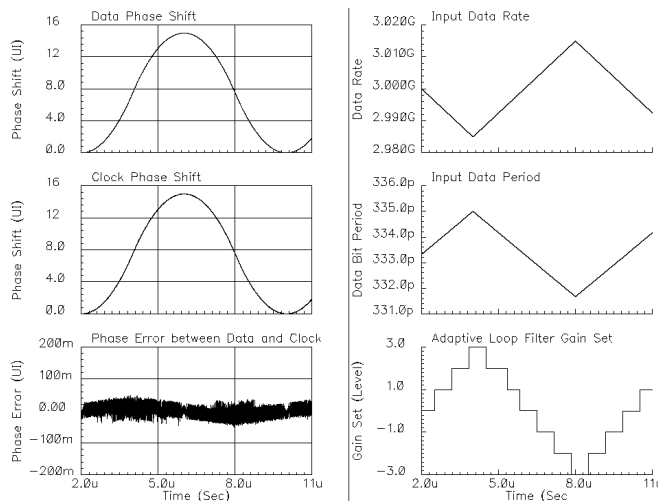 Data Phase Shift
Phase Shift (UI)
16
12
8.0
4.0
0.0
Clock Phase Shift
Phase Shift (UI)
16
12
8.0
4.0
0.0
Phase Error between Data and Clock
Phase Error (UI)
200m
100m
0.00
-100m
-200m
2.0u
5.0u
8.0u
11u
Time (Sec)
Input Data Rate
Data Rate
3.020G
3.010G
3.000G
2.990G
2.980G
Input Data Period
Data Bit Period
336.0p
335.0p
334.0p
333.0p
332.0p
331.0p
Adaptive Loop Filter Gain Set
Gain Set (Level)
3.0
1.0
-1.0
-3.0
2.0u
5.0u
8.0u
11u
Time (Sec)